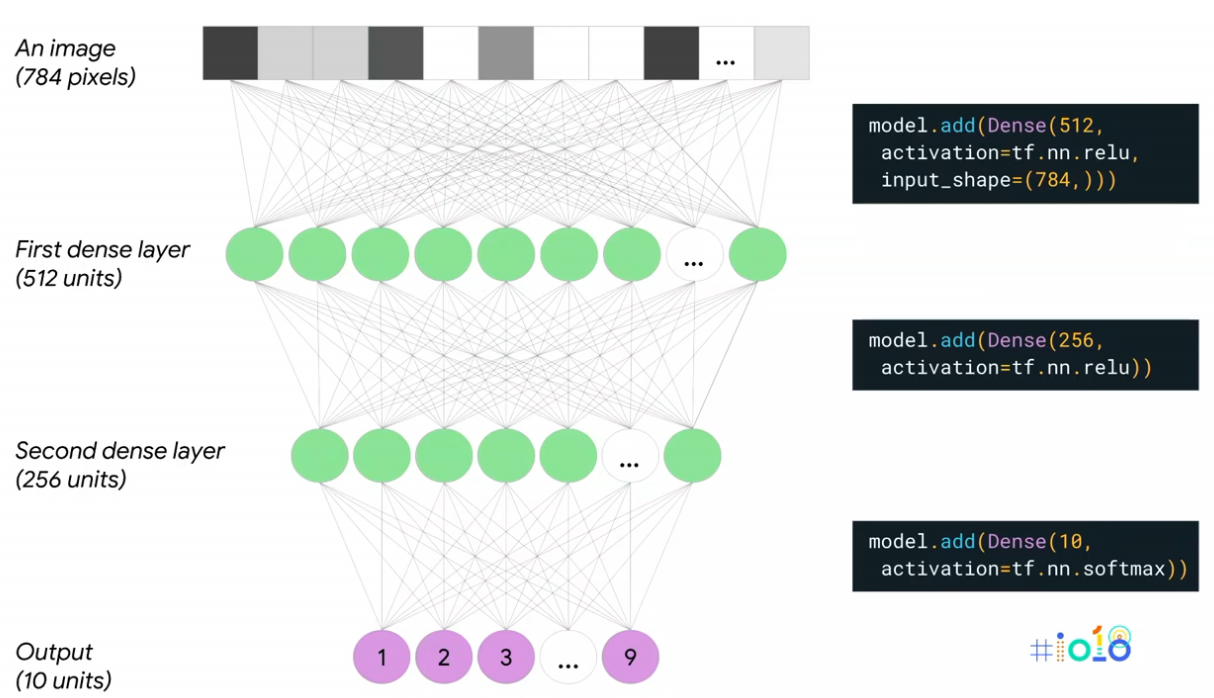 An image
(784 pixels)
...
model.add(Dense(512,
activation=tf.nn.relu,
input_shape=(784,)))
First dense layer
(512 units)
...
model.add(Dense(256,
activation=tf.nn.relu))
Second dense layer
(256 units)
...
model.add(Dense(10,
activation=tf.nn.softmax))
Output
(10 units)
1 2 3 ... 9
#io18